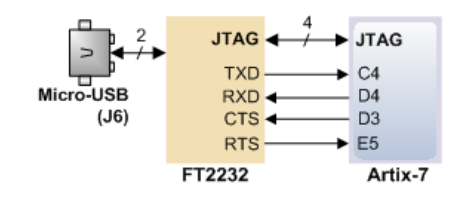 2
4
JTAG
JTAG
TXD
C4
RXD
D4
CTS
D3
RTS
E5
Micro-USB
(J6)
FT2232
Artix-7